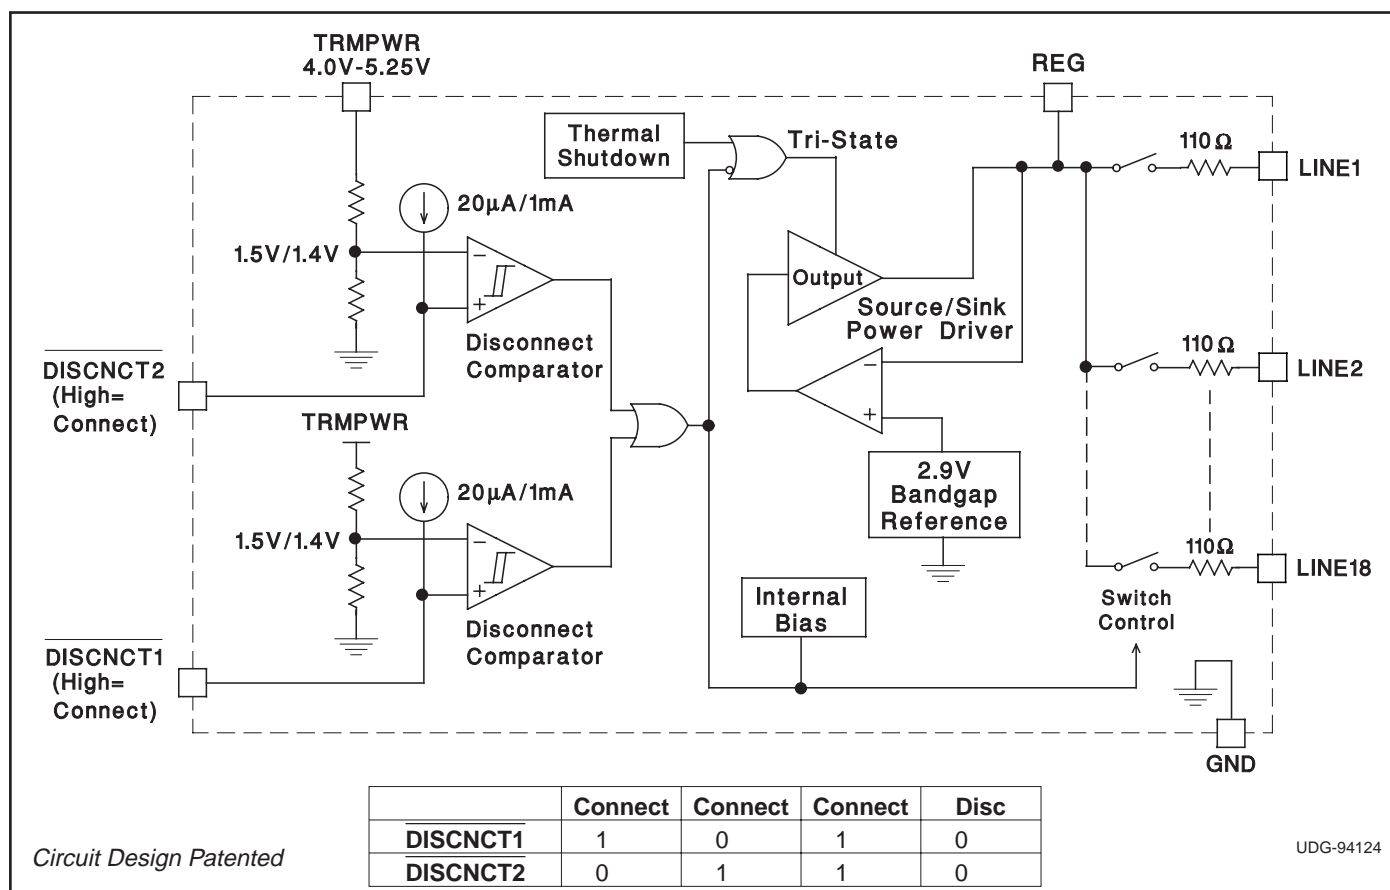 TRMPWR
4.0V-5.25V
REG
Thermal
Shutdown
Tri-State
110Ω
LINE1
20μA/1mA
1.5V/1.4V
−
+
Disconnect
Comparator
Output
Source/Sink
Power Driver
−
+
110Ω
LINE2
DISCNCT2
(High=
Connect)
TRMPWR
2.9V
Bandgap
Reference
20μA/1mA
1.5V/1.4V
−
+
Disconnect
Comparator
110Ω
LINE18
Internal
Bias
Switch
Control
DISCNCT1
(High=
Connect)
GND
Connect Connect Connect Disc
DISCNCT1 1 0 1 0
DISCNCT2 0 1 1 0
Circuit Design Patented
UDG-94124